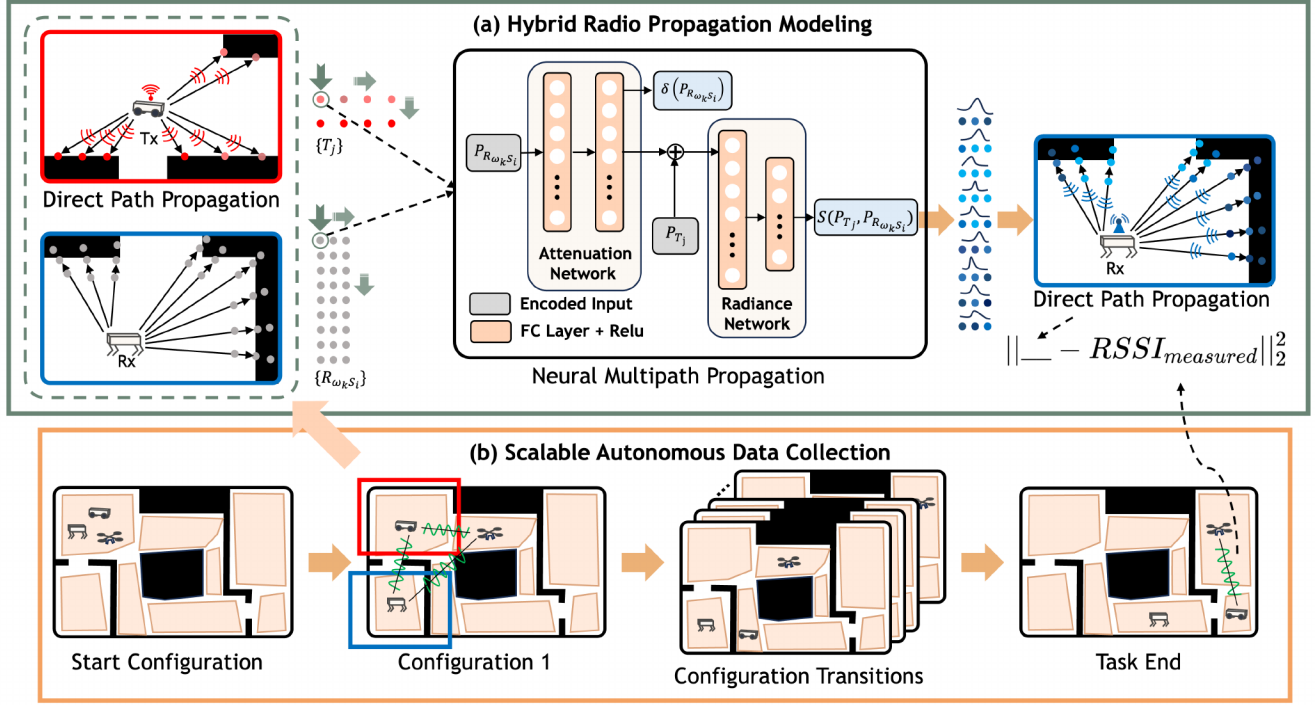 (a) Hybrid Radio Propagation Modeling
Tx
Direct Path Propagation
Rx
{T_j}
{R_{ω_k S_i}}
P_{R_{ω_k S_i}}
Attenuation
Network
δ(P_{R_{ω_k S_i}})
P_{T_j}
Radiance
Network
S(P_{T_j}, P_{R_{ω_k S_i}})
Encoded Input
FC Layer + Relu
Neural Multipath Propagation
Rx
Direct Path Propagation
||__ − RSSI_{measured}||_2^2
(b) Scalable Autonomous Data Collection
Start Configuration
Configuration 1
Configuration Transitions
Task End